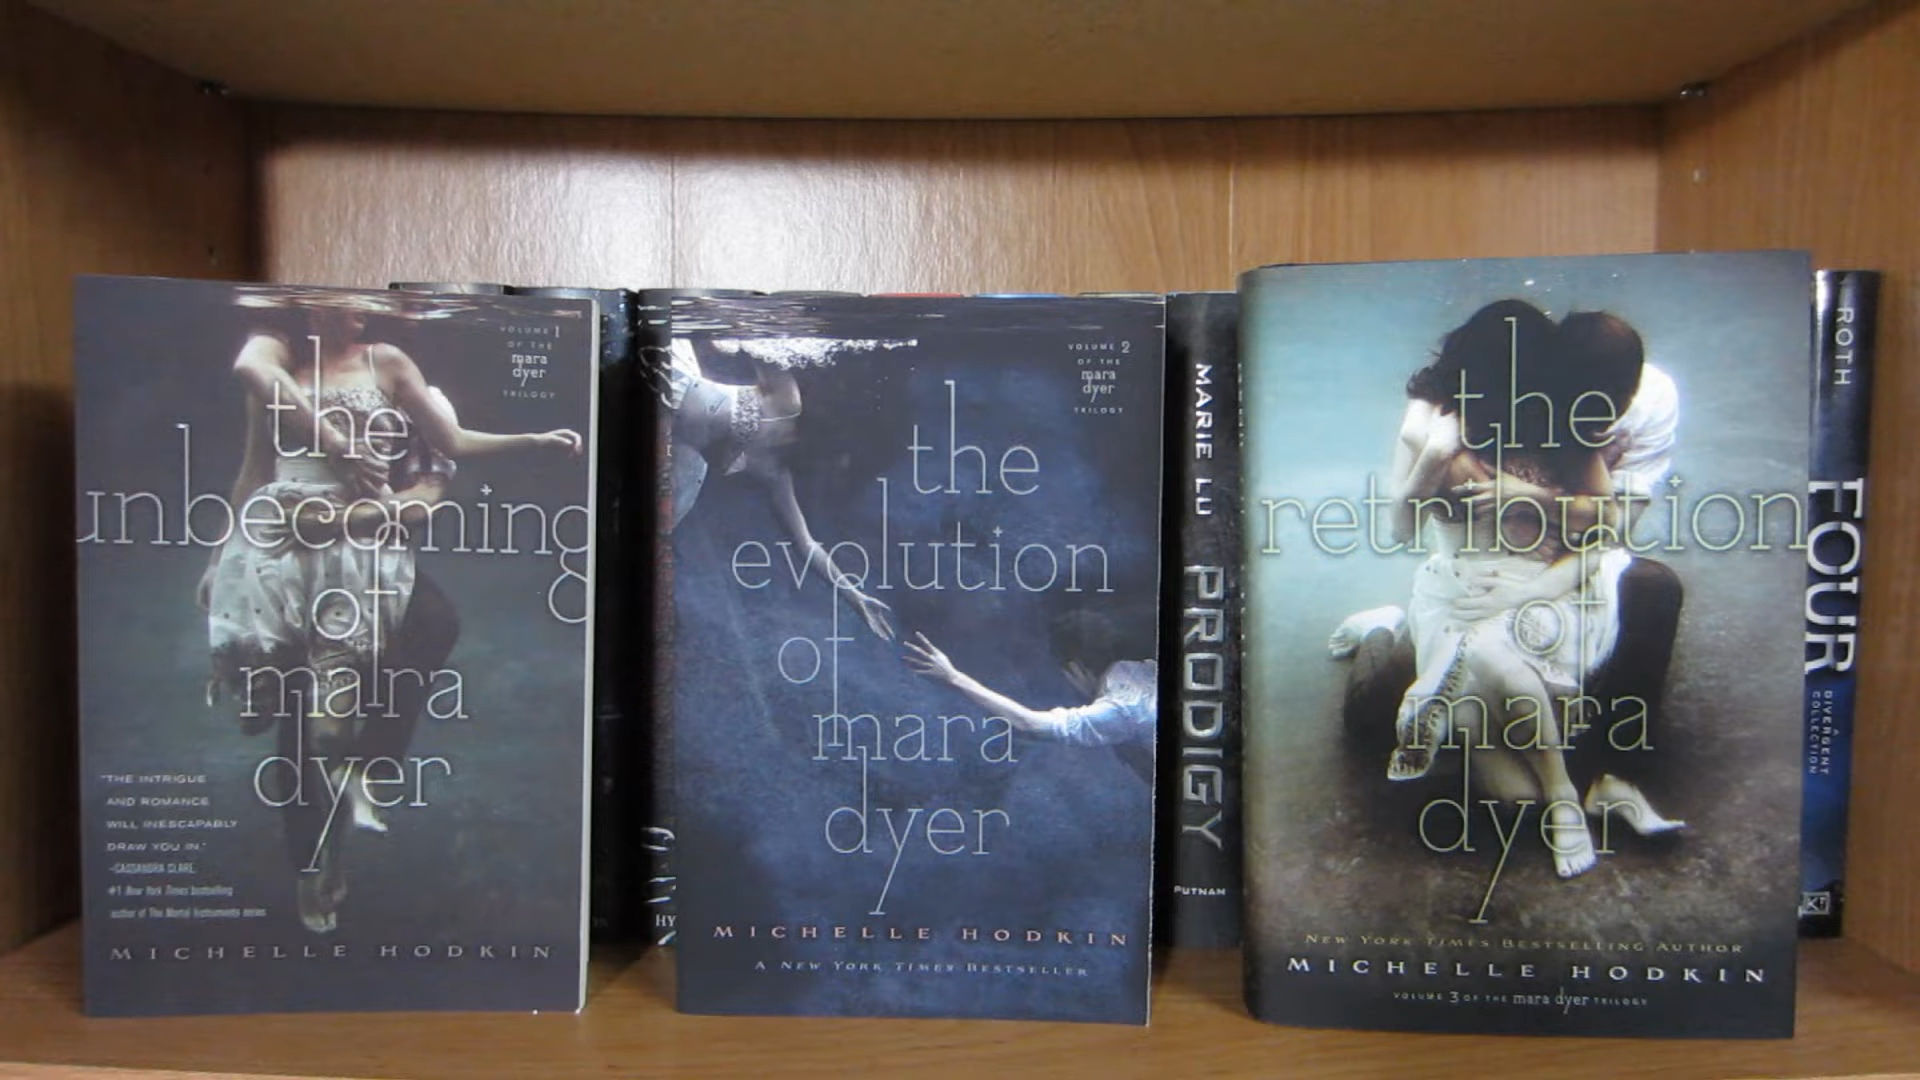 VOLUME 1
OF THE
mara
dyer
TRILOGY
the
unbecoming
of
mara
dyer
"THE INTRIGUE
AND ROMANCE
WILL INESCAPABLY
DRAW YOU IN."
–CASSANDRA CLARE,
#1 New York Times bestselling
author of The Mortal Instruments series
MICHELLE HODKIN
HY
VOLUME 2
OF THE
mara
dyer
TRILOGY
the
evolution
of
mara
dyer
MICHELLE HODKIN
A NEW YORK TIMES BESTSELLER
MARIE LU
PRODIGY
PUTNAM
the
retribution
of
mara
dyer
NEW YORK TIMES BESTSELLING AUTHOR
MICHELLE HODKIN
VOLUME 3 OF THE mara dyer TRILOGY
ROTH
FOUR
A
DIVERGENT
COLLECTION
KT